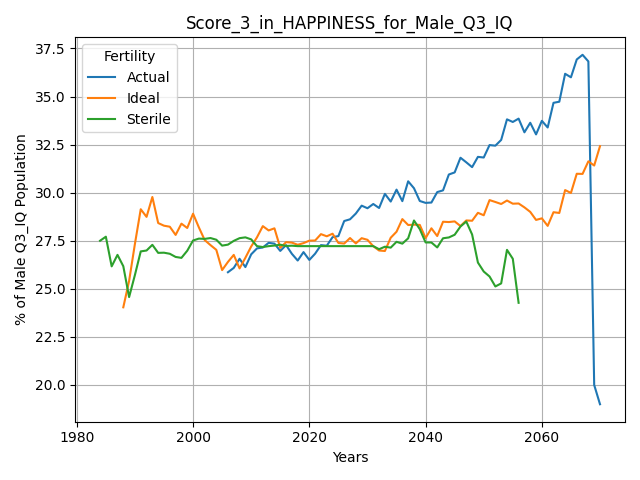 Score_3_in_HAPPINESS_for_Male_Q3_IQ
Fertility
Actual
Ideal
Sterile
% of Male Q3_IQ Population
37.5
35.0
32.5
30.0
27.5
25.0
22.5
20.0
1980
2000
2020
2040
2060
Years